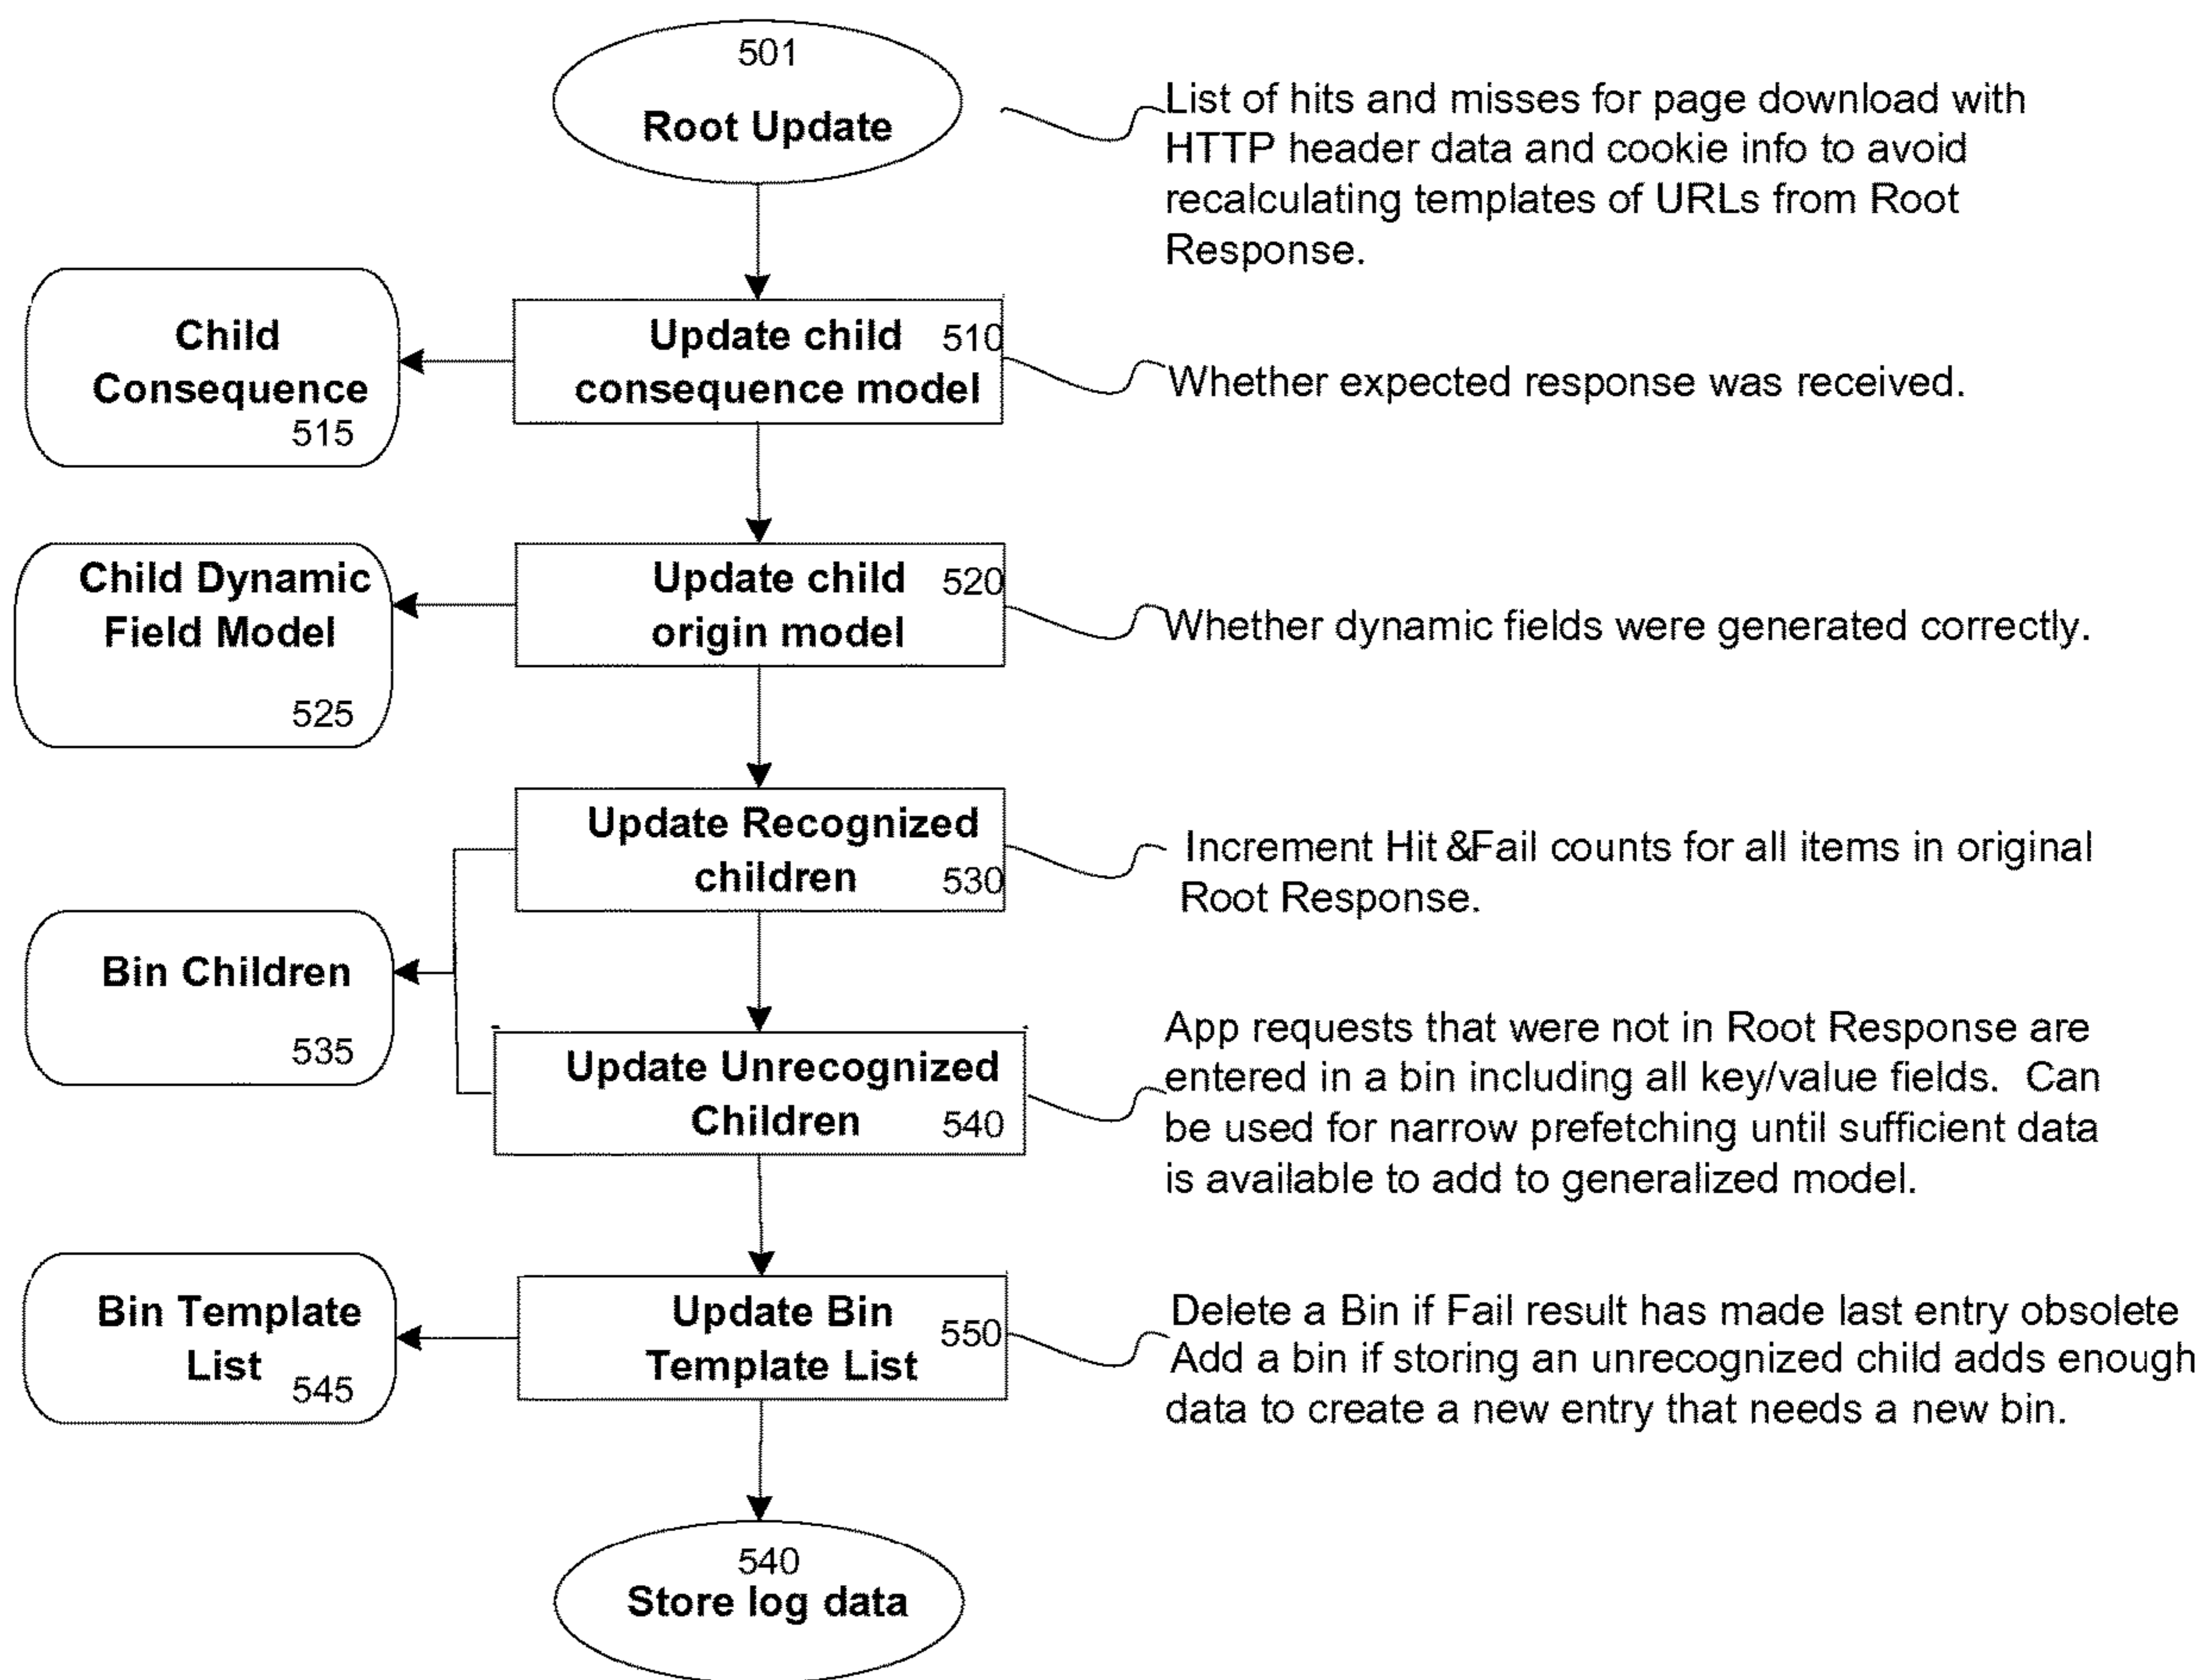 501
Root Update
List of hits and misses for page download with
HTTP header data and cookie info to avoid
recalculating templates of URLs from Root
Response.
Child
Consequence
515
Update child
consequence model
510
Whether expected response was received.
Child Dynamic
Field Model
525
Update child
origin model
520
Whether dynamic fields were generated correctly.
Update Recognized
children
530
Increment Hit &Fail counts for all items in original
Root Response.
Bin Children
535
Update Unrecognized
Children
540
App requests that were not in Root Response are
entered in a bin including all key/value fields.  Can
be used for narrow prefetching until sufficient data
is available to add to generalized model.
Bin Template
List
545
Update Bin
Template List
550
Delete a Bin if Fail result has made last entry obsolete
Add a bin if storing an unrecognized child adds enough
data to create a new entry that needs a new bin.
540
Store log data